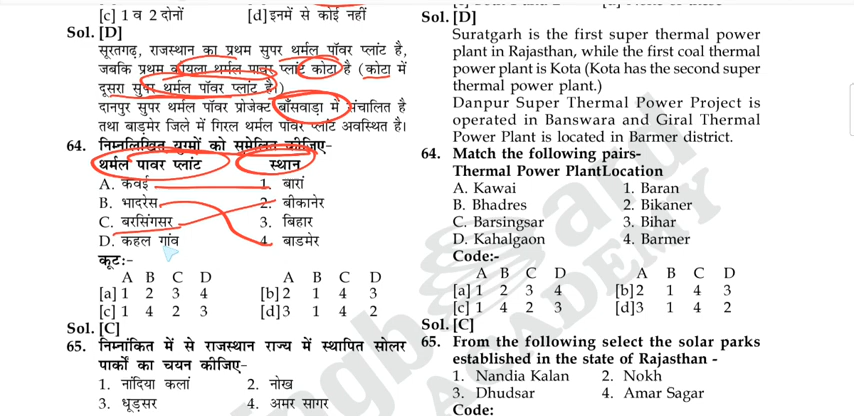 [c] 1 व 2 दोनों [d] इनमें से कोई नहीं
Sol. [D]
सूरतगढ़, राजस्थान का प्रथम सुपर थर्मल पॉवर प्लांट है,
जबकि प्रथम कोयला थर्मल पावर प्लांट कोटा है (कोटा में
दूसरा सुपर थर्मल पॉवर प्लांट है।)
दानपुर सुपर थर्मल पॉवर प्रोजेक्ट बाँसवाड़ा में संचालित है
तथा बाड़मेर जिले में गिरल थर्मल पावर प्लांट अवस्थित है।
64. निम्नलिखित युग्मों को सुमेलित कीजिए-
थर्मल पावर प्लांट स्थान
A. कवई 1. बारां
B. भादरेस 2. बीकानेर
C. बरसिंगसर 3. बिहार
D. कहल गांव 4. बाडमेर
कूटः-
A B C D A B C D
[a] 1 2 3 4 [b] 2 1 4 3
[c] 1 4 2 3 [d] 3 1 4 2
Sol. [C]
65. निम्नांकित में से राजस्थान राज्य में स्थापित सोलर
पार्कों का चयन कीजिए-
1. नांदिया कलां 2. नोख
3. धूड़सर 4. अमर सागर
Sol. [D]
Suratgarh is the first super thermal power
plant in Rajasthan, while the first coal thermal
power plant is Kota (Kota has the second super
thermal power plant.)
Danpur Super Thermal Power Project is
operated in Banswara and Giral Thermal
Power Plant is located in Barmer district.
64. Match the following pairs-
Thermal Power PlantLocation
A. Kawai 1. Baran
B. Bhadres 2. Bikaner
C. Barsingsar 3. Bihar
D. Kahalgaon 4. Barmer
Code:-
A B C D A B C D
[a] 1 2 3 4 [b]2 1 4 3
[c] 1 4 2 3 [d]3 1 4 2
Sol. [C]
65. From the following select the solar parks
established in the state of Rajasthan -
1. Nandia Kalan 2. Nokh
3. Dhudsar 4. Amar Sagar
Code: